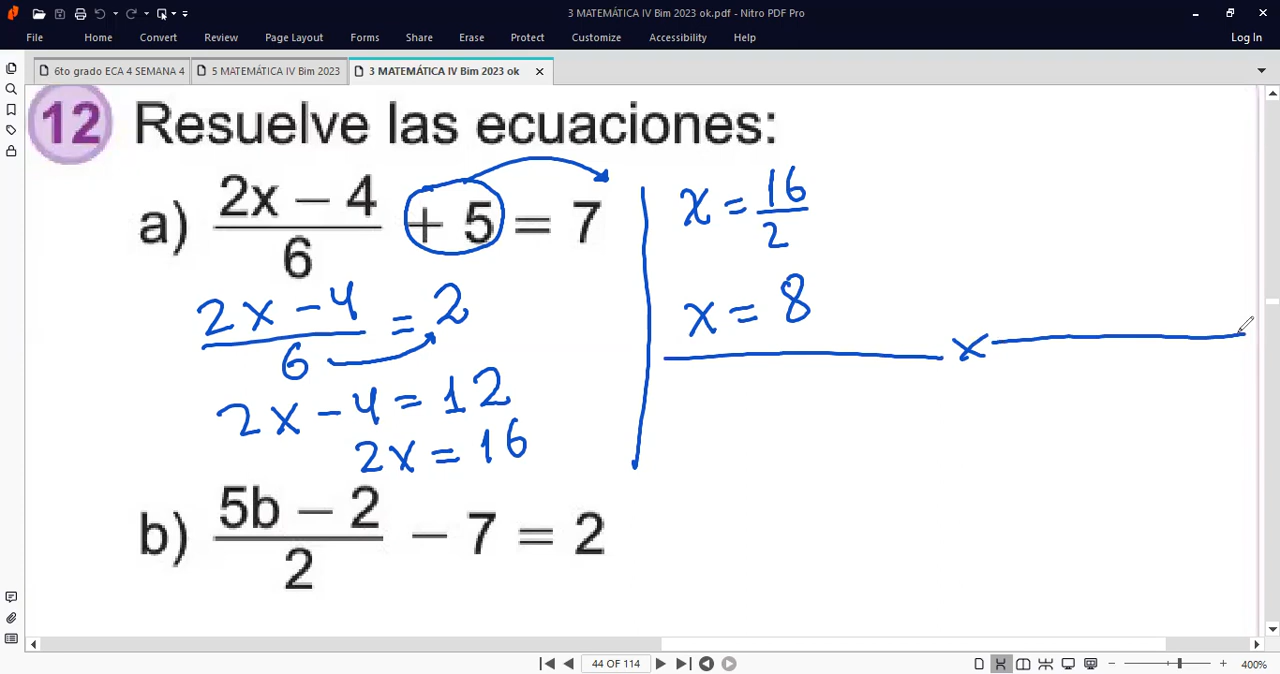 3 MATEMÁTICA IV Bim 2023 ok.pdf - Nitro PDF Pro
File Home Convert Review Page Layout Forms Share Erase Protect Customize Accessibility Help Log In
6to grado ECA 4 SEMANA 4 5 MATEMÁTICA IV Bim 2023 3 MATEMÁTICA IV Bim 2023 ok
12 Resuelve las ecuaciones:
a) (2x – 4)/6 + 5 = 7
(2x – 4)/6 = 2
2x – 4 = 12
2x = 16
x = 16/2
x = 8
x
b) (5b – 2)/2 – 7 = 2
44 OF 114
400%